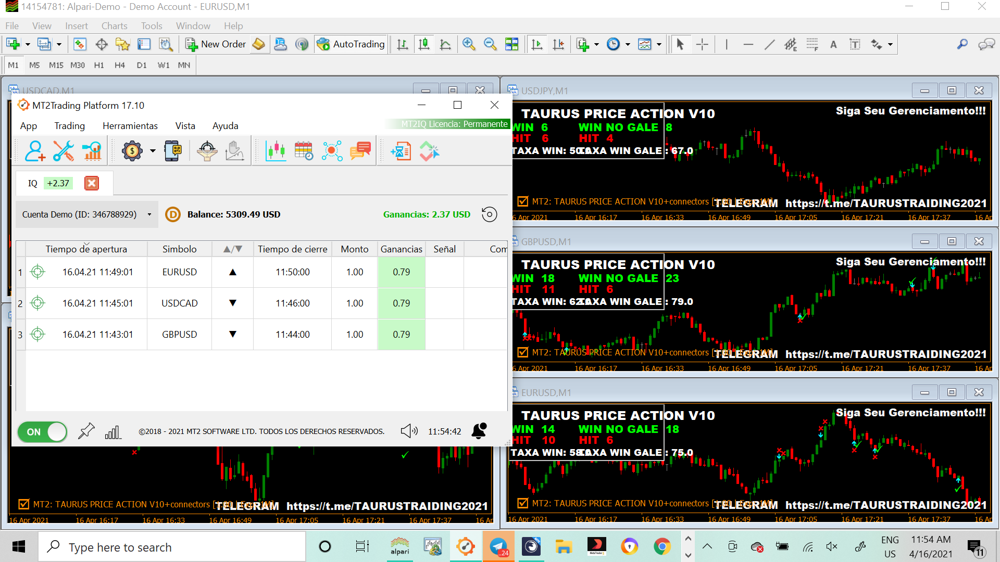 14154781: Alpari-Demo - Demo Account - EURUSD,M1
File View Insert Charts Tools Window Help
New Order AutoTrading
M1 M5 M15 M30 H1 H4 D1 W1 MN
USDCAD,M1
MT2Trading Platform 17.10
App Trading Herramientas Vista Ayuda
MT2IQ Licencia: Permanente
IQ +2.37
Cuenta Demo (ID: 346788929)
Balance: 5309.49 USD
Ganancias: 2.37 USD
Tiempo de apertura Simbolo ▲/▼ Tiempo de cierre Monto Ganancias Señal Com
1 16.04.21 11:49:01 EURUSD ▲ 11:50:00 1.00 0.79
2 16.04.21 11:45:01 USDCAD ▼ 11:46:00 1.00 0.79
3 16.04.21 11:43:01 GBPUSD ▼ 11:44:00 1.00 0.79
ON
©2018 - 2021 MT2 SOFTWARE LTD. TODOS LOS DERECHOS RESERVADOS.
11:54:42
MT2: TAURUS PRICE ACTION V10+connectors
TELEGRAM https://t.me/TAURUSTRAIDING2021
16 Apr 2021 16 Apr 16:17 16 Apr 16:33 16 Apr 16:49 16 Apr 17:05 16 Apr 17:21 16 Apr 17:37
USDJPY,M1
TAURUS PRICE ACTION V10
Siga Seu Gerenciamento!!!
WIN 6 WIN NO GALE 8
HIT 6 HIT 4
TAXA WIN: TAXA WIN GALE : 67.0
MT2: TAURUS PRICE ACTION V10+connectors
TELEGRAM https://t.me/TAURUSTRAIDING2021
Apr 2021 16 Apr 16:17 16 Apr 16:33 16 Apr 16:49 16 Apr 17:05 16 Apr 17:21 16 Apr 17:37
GBPUSD,M1
TAURUS PRICE ACTION V10
Siga Seu Gerenciamento!!!
WIN 18 WIN NO GALE 23
HIT 11 HIT 6
TAXA WIN: TAXA WIN GALE : 79.0
MT2: TAURUS PRICE ACTION V10+connectors
TELEGRAM https://t.me/TAURUSTRAIDING2021
Apr 2021 16 Apr 16:17 16 Apr 16:33 16 Apr 16:49 16 Apr 17:05 16 Apr 17:21 16 Apr 17:37
EURUSD,M1
TAURUS PRICE ACTION V10
Siga Seu Gerenciamento!!!
WIN 14 WIN NO GALE 18
HIT 10 HIT 6
TAXA WIN: TAXA WIN GALE : 75.0
MT2: TAURUS PRICE ACTION V10+connectors
TELEGRAM https://t.me/TAURUSTRAIDING2021
16 Apr 2021 16 Apr 16:17 16 Apr 16:33 16 Apr 16:49 16 Apr 17:05 16 Apr 17:21 16 Apr 17:37
Type here to search
alpari
..24
ENG
US
11:54 AM
4/16/2021
11